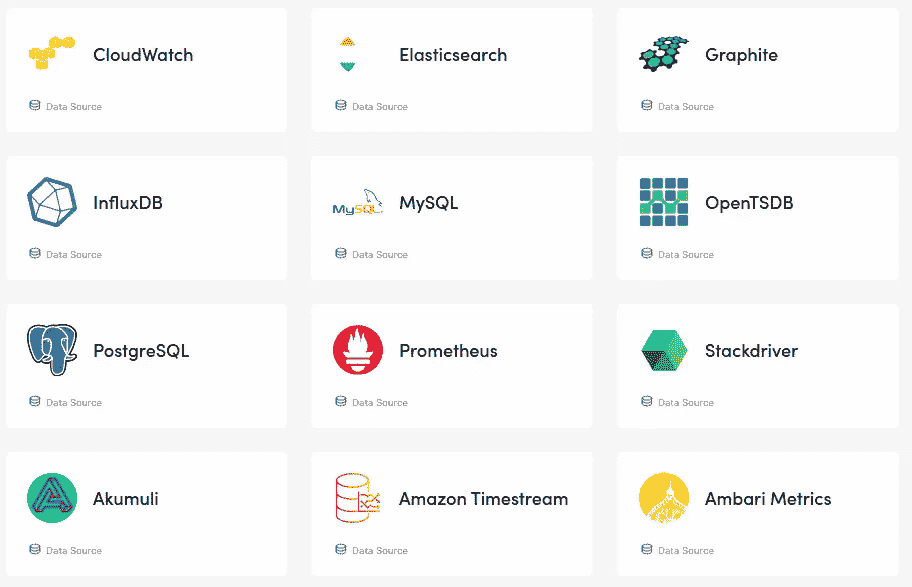 CloudWatch
Data Source
Elasticsearch
Data Source
Graphite
Data Source
InfluxDB
Data Source
MySQL
MySQL
Data Source
OpenTSDB
Data Source
PostgreSQL
Data Source
Prometheus
Data Source
Stackdriver
Data Source
Akumuli
Data Source
Amazon Timestream
Data Source
Ambari Metrics
Data Source